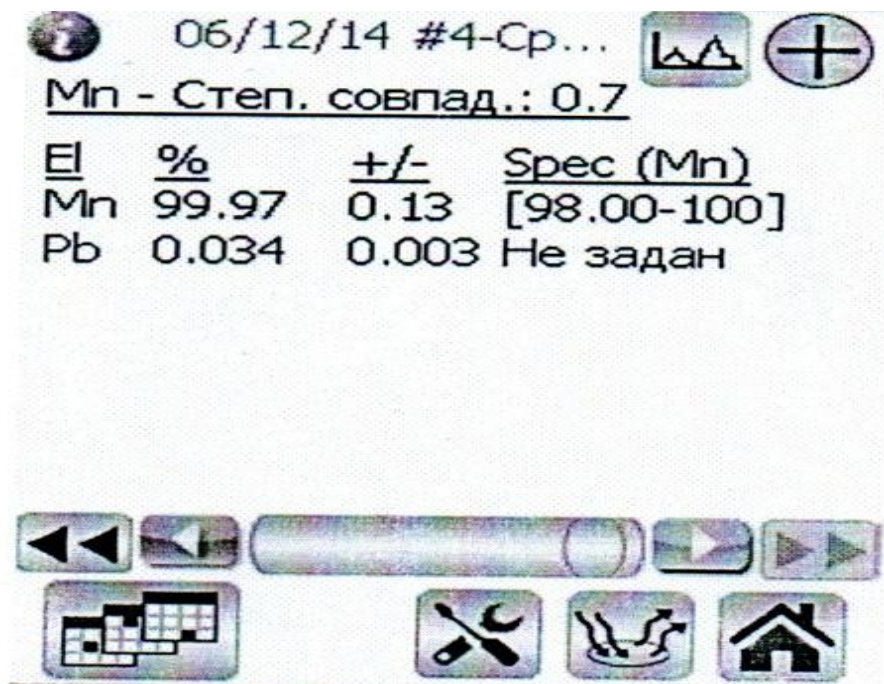 06/12/14 #4-Ср...
Mn - Степ. совпад.: 0.7
El % +/- Spec (Mn)
Mn 99.97 0.13 [98.00-100]
Pb 0.034 0.003 Не задан